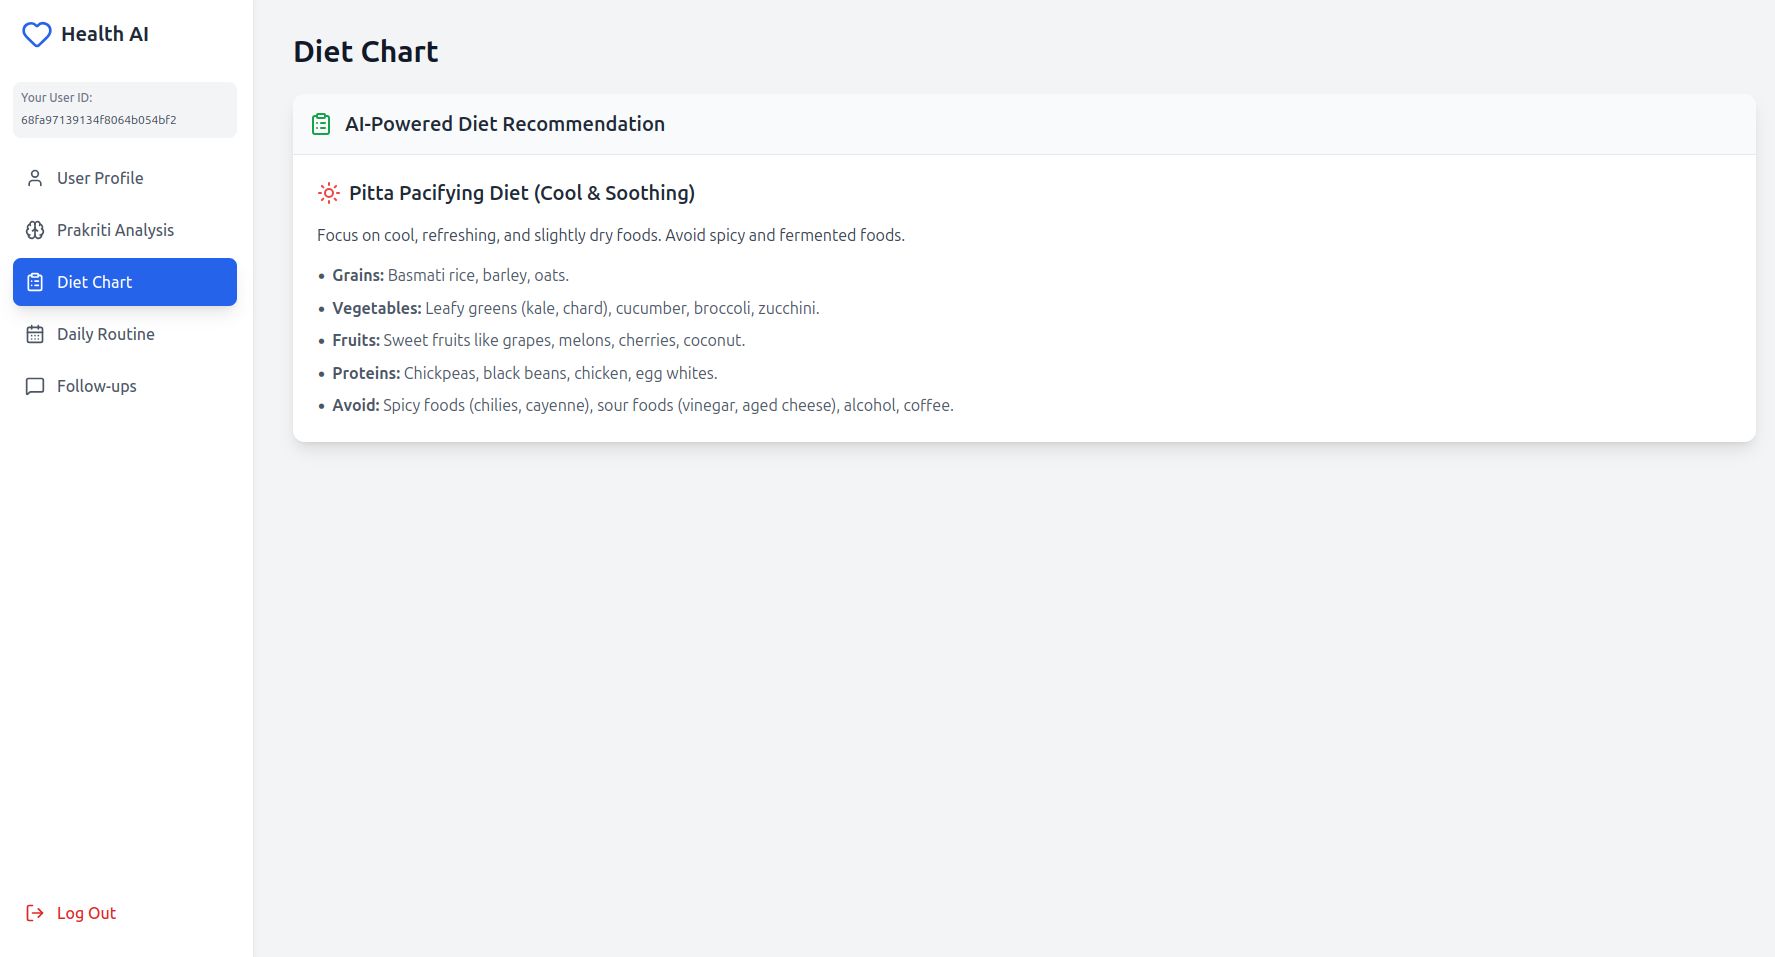 Health AI
Your User ID:
68fa97139134f8064b054bf2
User Profile
Prakriti Analysis
Diet Chart
Daily Routine
Follow-ups
Log Out
Diet Chart
AI-Powered Diet Recommendation
Pitta Pacifying Diet (Cool & Soothing)
Focus on cool, refreshing, and slightly dry foods. Avoid spicy and fermented foods.
• Grains: Basmati rice, barley, oats.
• Vegetables: Leafy greens (kale, chard), cucumber, broccoli, zucchini.
• Fruits: Sweet fruits like grapes, melons, cherries, coconut.
• Proteins: Chickpeas, black beans, chicken, egg whites.
• Avoid: Spicy foods (chilies, cayenne), sour foods (vinegar, aged cheese), alcohol, coffee.